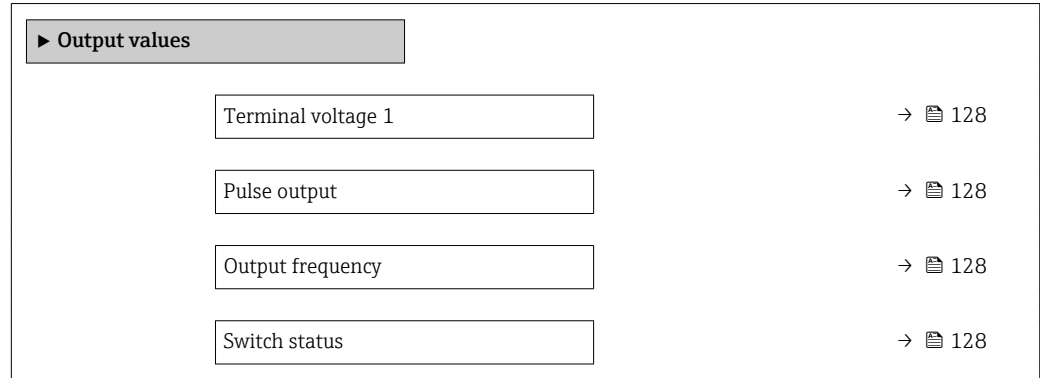 ▶ Output values
Terminal voltage 1 → 128
Pulse output → 128
Output frequency → 128
Switch status → 128